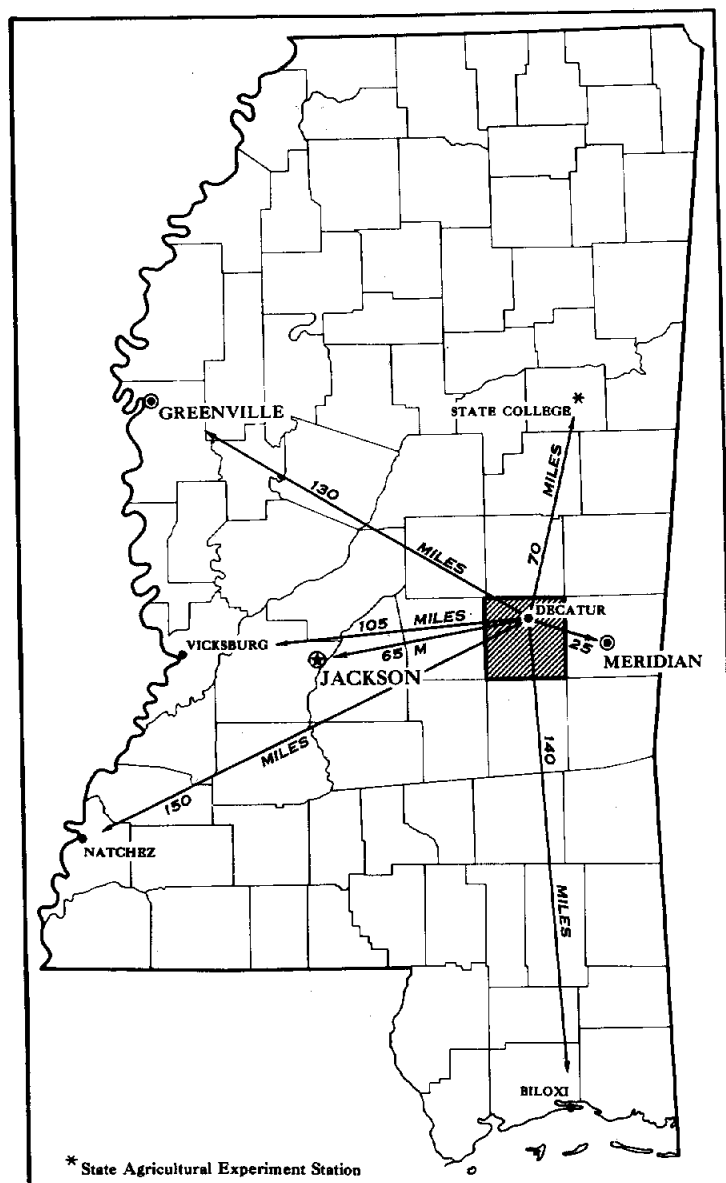 GREENVILLE
STATE COLLEGE *
130 MILES
70 MILES
DECATUR
VICKSBURG
105 MILES
65 M
JACKSON
25
MERIDIAN
150 MILES
140 MILES
NATCHEZ
BILOXI
* State Agricultural Experiment Station